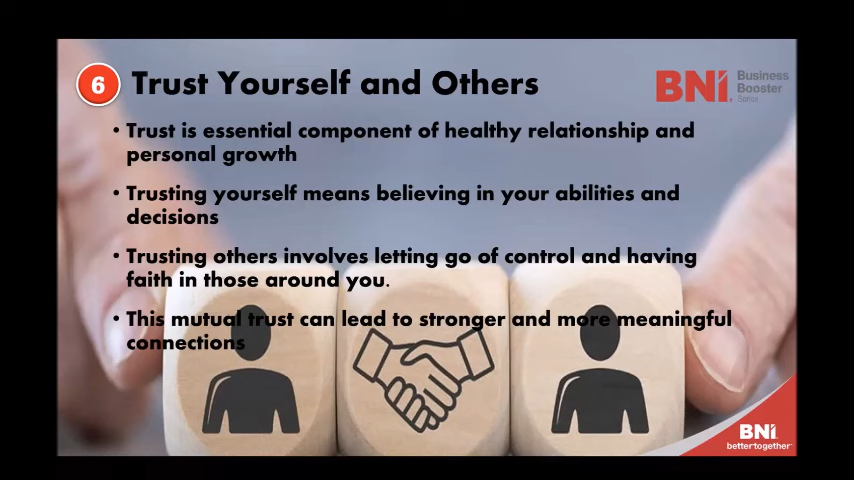 6 Trust Yourself and Others
BNI. Business
Booster
Series
• Trust is essential component of healthy relationship and
personal growth
• Trusting yourself means believing in your abilities and
decisions
• Trusting others involves letting go of control and having
faith in those around you.
• This mutual trust can lead to stronger and more meaningful
connections
BNI
bettertogether